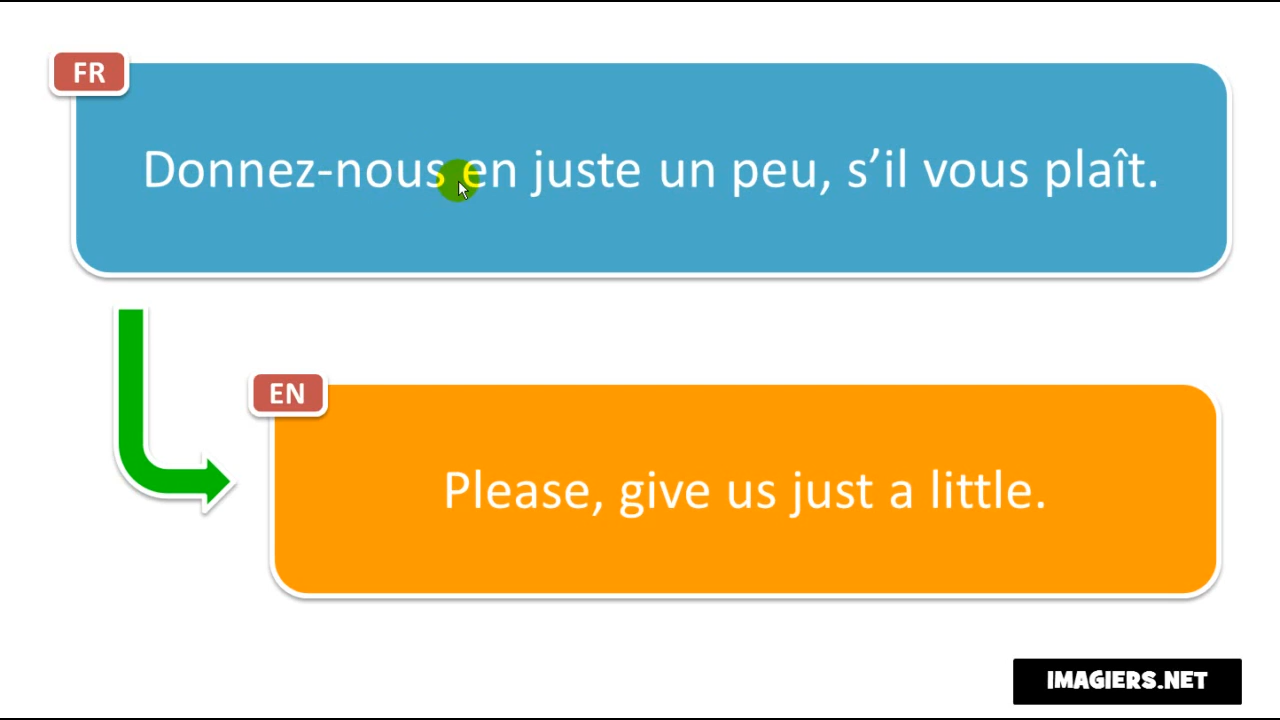 FR
Donnez-nous en juste un peu, s’il vous plaît.
EN
Please, give us just a little.
IMAGIERS.NET